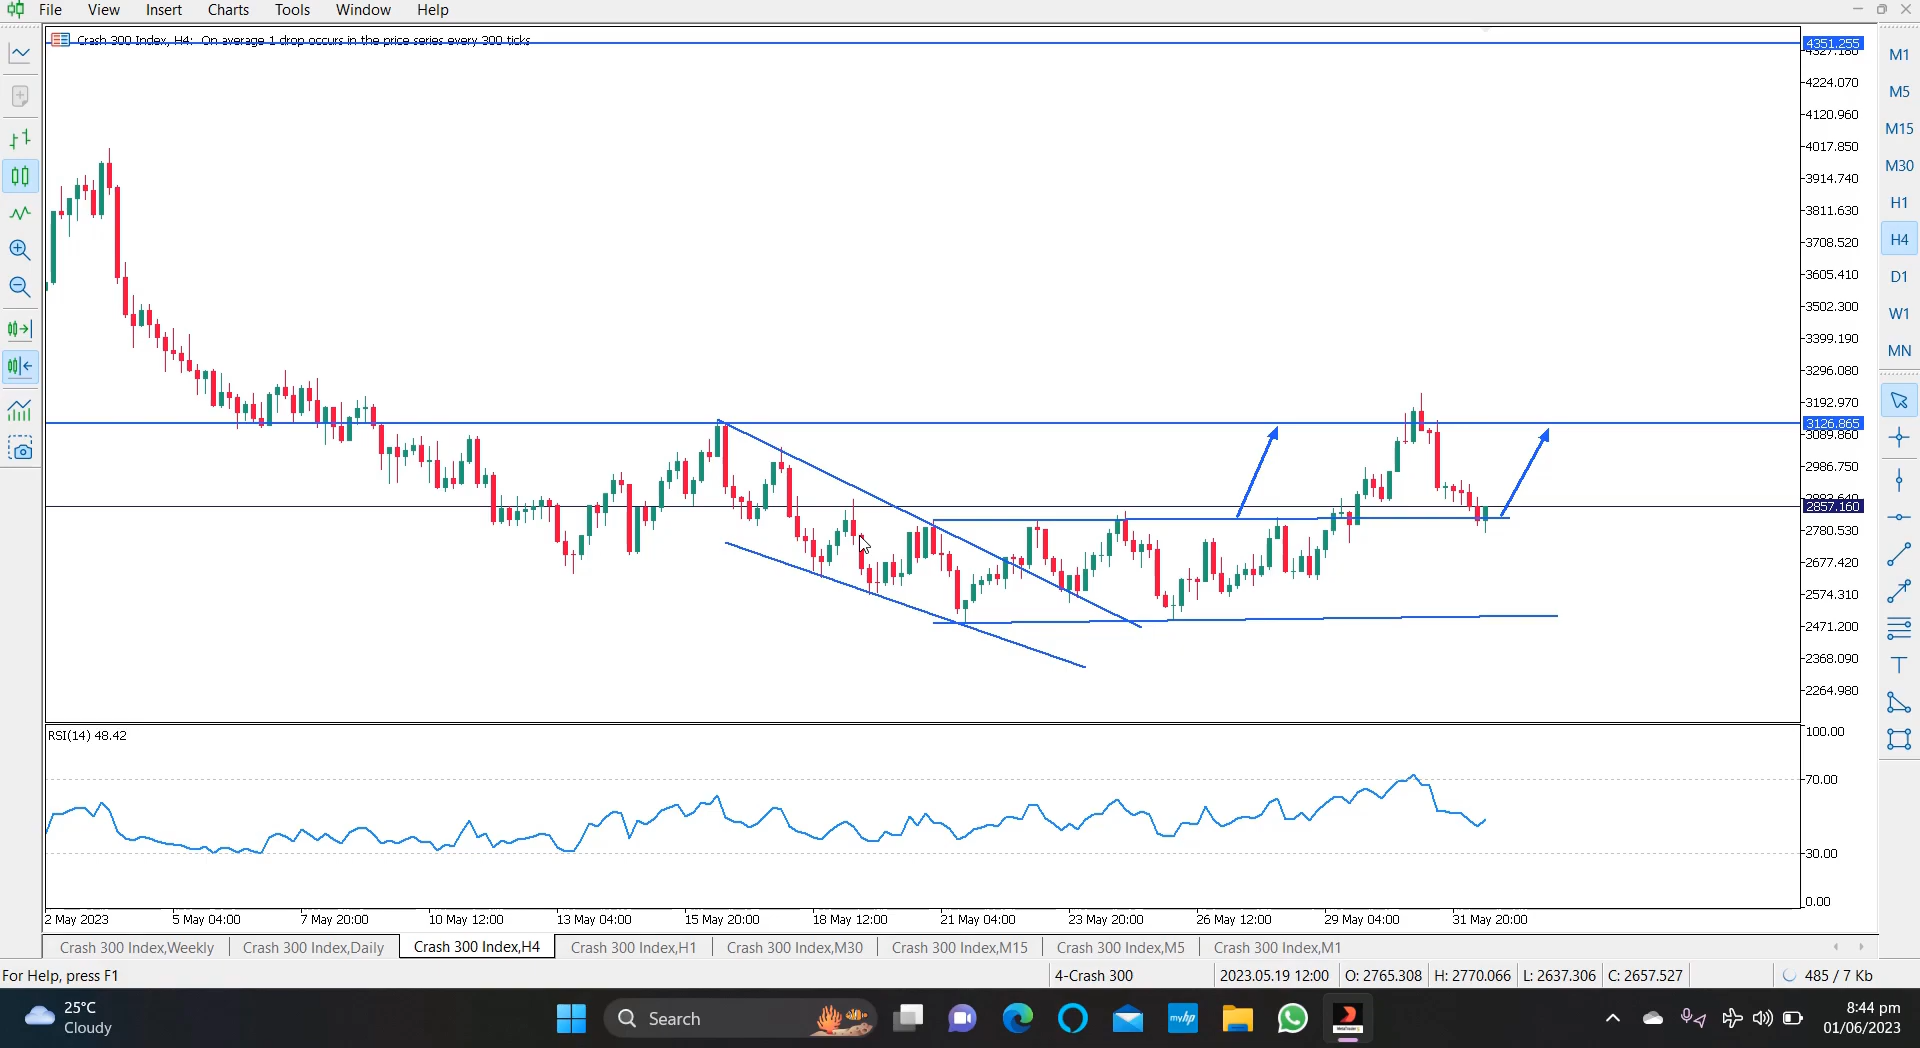 File View Insert Charts Tools Window Help
Crash 300 Index, H4: On average 1 drop occurs in the price series every 300 ticks
4351.255
4327.180
4224.070
4120.960
4017.850
3914.740
3811.630
3708.520
3605.410
3502.300
3399.190
3296.080
3192.970
3126.865
3089.860
2986.750
2857.160
2780.530
2677.420
2574.310
2471.200
2368.090
2264.980
M1
M5
M15
M30
H1
H4
D1
W1
MN
RSI(14) 48.42
100.00
70.00
30.00
0.00
2 May 2023 5 May 04:00 7 May 20:00 10 May 12:00 13 May 04:00 15 May 20:00 18 May 12:00 21 May 04:00 23 May 20:00 26 May 12:00 29 May 04:00 31 May 20:00
Crash 300 Index,Weekly Crash 300 Index,Daily Crash 300 Index,H4 Crash 300 Index,H1 Crash 300 Index,M30 Crash 300 Index,M15 Crash 300 Index,M5 Crash 300 Index,M1
For Help, press F1 4-Crash 300 2023.05.19 12:00 O: 2765.308 H: 2770.066 L: 2637.306 C: 2657.527 485 / 7 Kb
25°C
Cloudy
Search
myhp
8:44 pm
01/06/2023